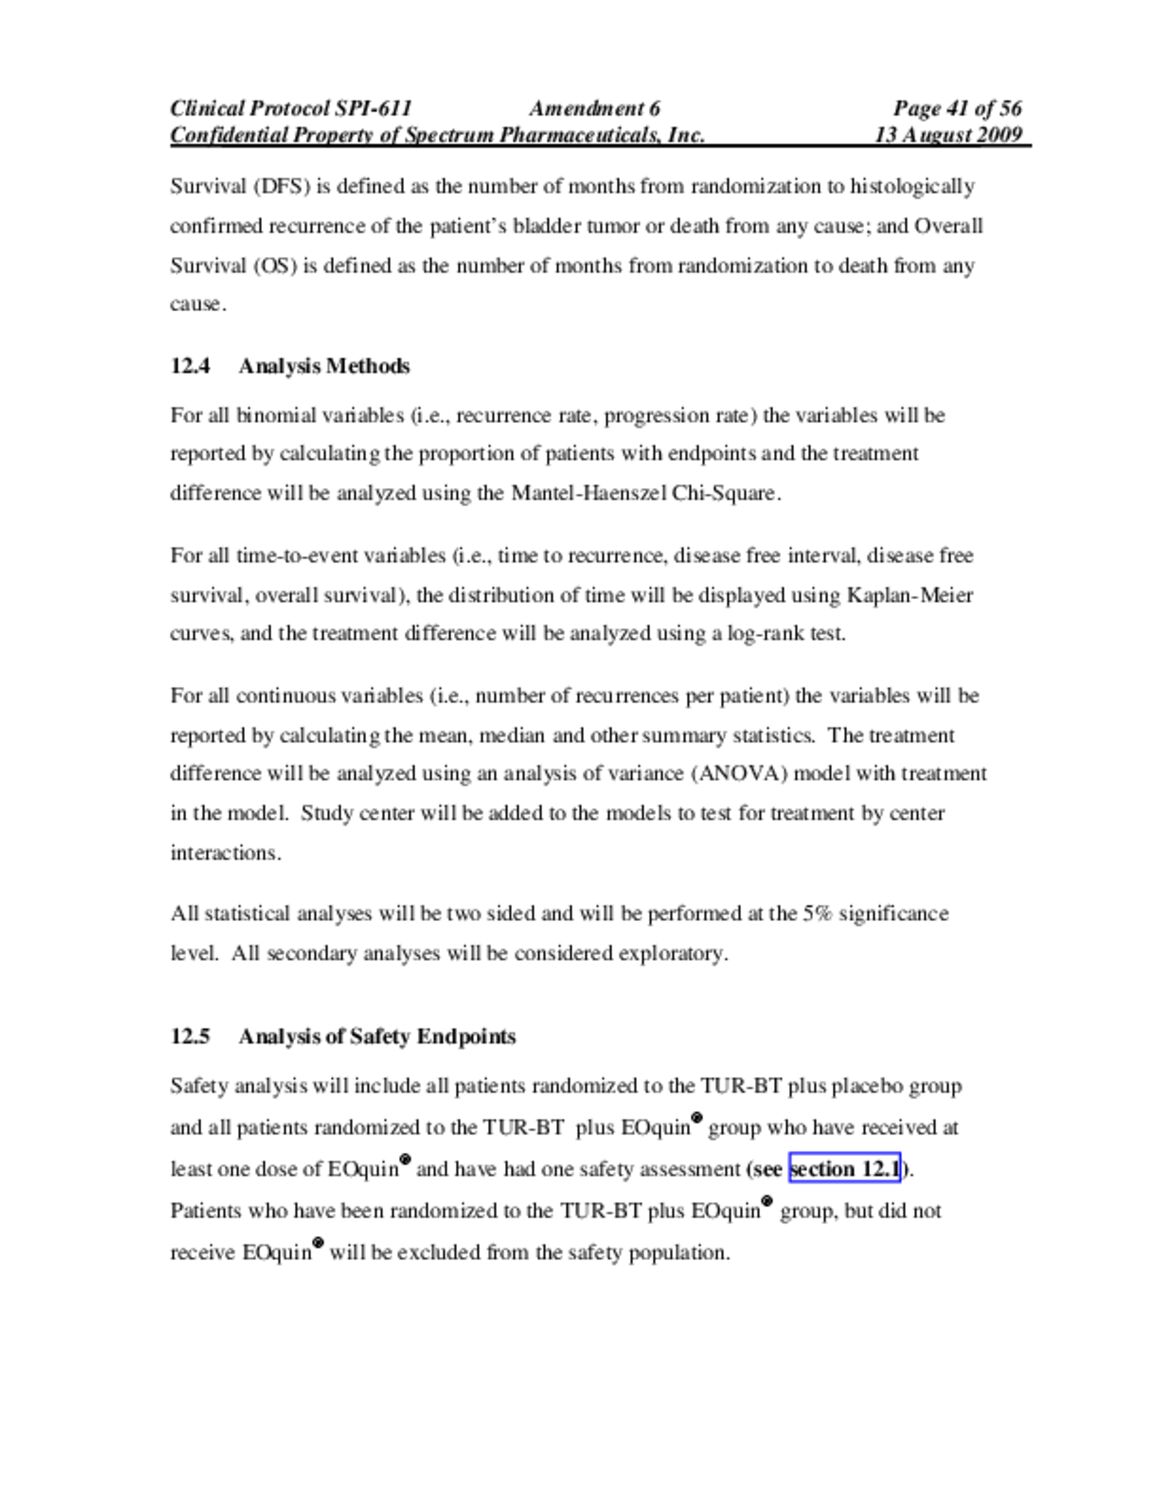 Clinical Protocol SPI-611 Amendment 6 Page 41 of 56
Confidential Property of Spectrum Pharmaceuticals, Inc. 13 August 2009
Survival (DFS) is defined as the number of months from randomization to histologically
confirmed recurrence of the patient's bladder tumor or death from any cause; and Overall
Survival (OS) is defined as the number of months from randomization to death from any
cause.
12.4 Analysis Methods
For all binomial variables (i.e., recurrence rate, progression rate) the variables will be
reported by calculating the proportion of patients with endpoints and the treatment
difference will be analyzed using the Mantel-Haenszel Chi-Square.
For all time-to-event variables (i.e., time to recurrence, disease free interval, disease free
survival, overall survival), the distribution of time will be displayed using Kaplan-Meier
curves, and the treatment difference will be analyzed using a log-rank test.
For all continuous variables (i.e., number of recurrences per patient) the variables will be
reported by calculating the mean, median and other summary statistics. The treatment
difference will be analyzed using an analysis of variance (ANOVA) model with treatment
in the model. Study center will be added to the models to test for treatment by center
interactions.
All statistical analyses will be two sided and will be performed at the 5% significance
level. All secondary analyses will be considered exploratory.
12.5 Analysis of Safety Endpoints
Safety analysis will include all patients randomized to the TUR-BT plus placebo group
and all patients randomized to the TUR-BT plus EOquin® group who have received at
least one dose of EOquin® and have had one safety assessment (see section 12.1).
Patients who have been randomized to the TUR-BT plus EOquin® group, but did not
receive EOquin® will be excluded from the safety population.